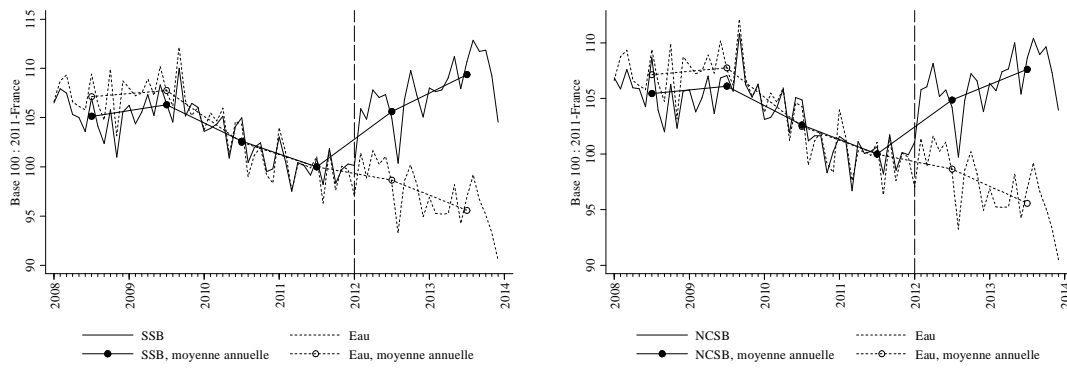 Base 100 : 2011-France
115
110
105
100
95
90
2008
2009
2010
2011
2012
2013
2014
SSB
Eau
SSB, moyenne annuelle
Eau, moyenne annuelle
Base 100 : 2011-France
110
105
100
95
90
2008
2009
2010
2011
2012
2013
2014
NCSB
Eau
NCSB, moyenne annuelle
Eau, moyenne annuelle